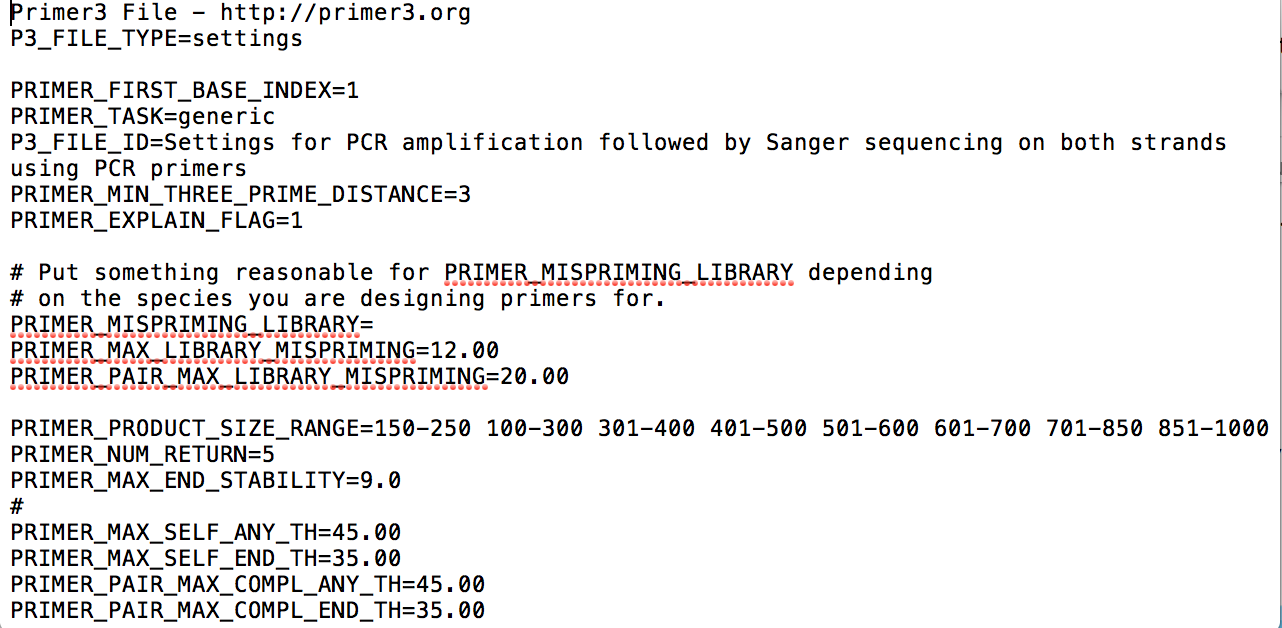 Primer3 File – http://primer3.org
P3_FILE_TYPE=settings
PRIMER_FIRST_BASE_INDEX=1
PRIMER_TASK=generic
P3_FILE_ID=Settings for PCR amplification followed by Sanger sequencing on both strands
using PCR primers
PRIMER_MIN_THREE_PRIME_DISTANCE=3
PRIMER_EXPLAIN_FLAG=1
# Put something reasonable for PRIMER_MISPRIMING_LIBRARY depending
# on the species you are designing primers for.
PRIMER_MISPRIMING_LIBRARY=
PRIMER_MAX_LIBRARY_MISPRIMING=12.00
PRIMER_PAIR_MAX_LIBRARY_MISPRIMING=20.00
PRIMER_PRODUCT_SIZE_RANGE=150-250 100-300 301-400 401-500 501-600 601-700 701-850 851-1000
PRIMER_NUM_RETURN=5
PRIMER_MAX_END_STABILITY=9.0
#
PRIMER_MAX_SELF_ANY_TH=45.00
PRIMER_MAX_SELF_END_TH=35.00
PRIMER_PAIR_MAX_COMPL_ANY_TH=45.00
PRIMER_PAIR_MAX_COMPL_END_TH=35.00